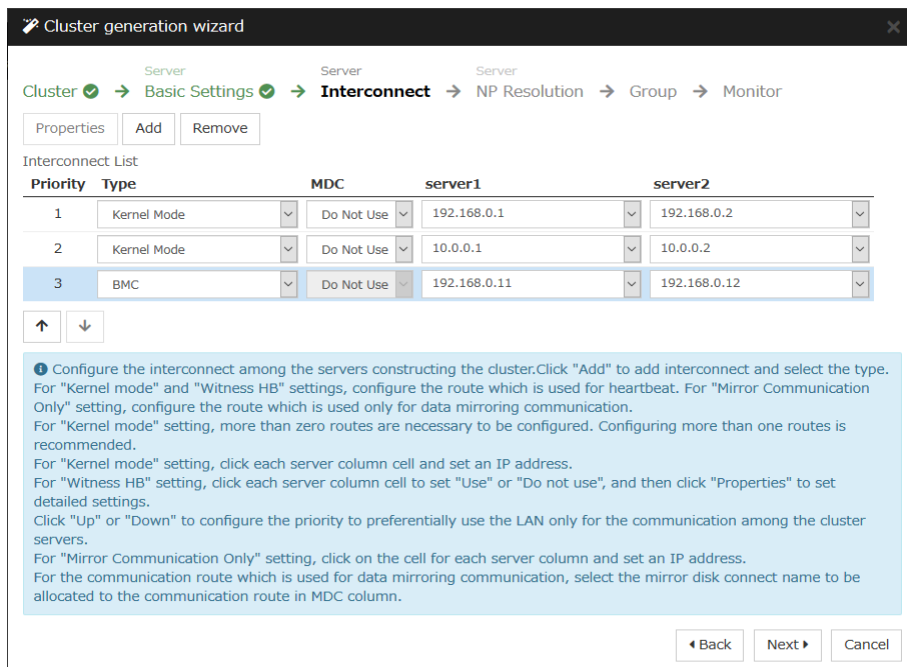 Cluster generation wizard
Server Server Server
Cluster → Basic Settings → Interconnect → NP Resolution → Group → Monitor
Properties Add Remove
Interconnect List
Priority Type MDC server1 server2
1 Kernel Mode Do Not Use 192.168.0.1 192.168.0.2
2 Kernel Mode Do Not Use 10.0.0.1 10.0.0.2
3 BMC Do Not Use 192.168.0.11 192.168.0.12
Configure the interconnect among the servers constructing the cluster.Click "Add" to add interconnect and select the type.
For "Kernel mode" and "Witness HB" settings, configure the route which is used for heartbeat. For "Mirror Communication
Only" setting, configure the route which is used only for data mirroring communication.
For "Kernel mode" setting, more than zero routes are necessary to be configured. Configuring more than one routes is
recommended.
For "Kernel mode" setting, click each server column cell and set an IP address.
For "Witness HB" setting, click each server column cell to set "Use" or "Do not use", and then click "Properties" to set
detailed settings.
Click "Up" or "Down" to configure the priority to preferentially use the LAN only for the communication among the cluster
servers.
For "Mirror Communication Only" setting, click on the cell for each server column and set an IP address.
For the communication route which is used for data mirroring communication, select the mirror disk connect name to be
allocated to the communication route in MDC column.
Back Next Cancel